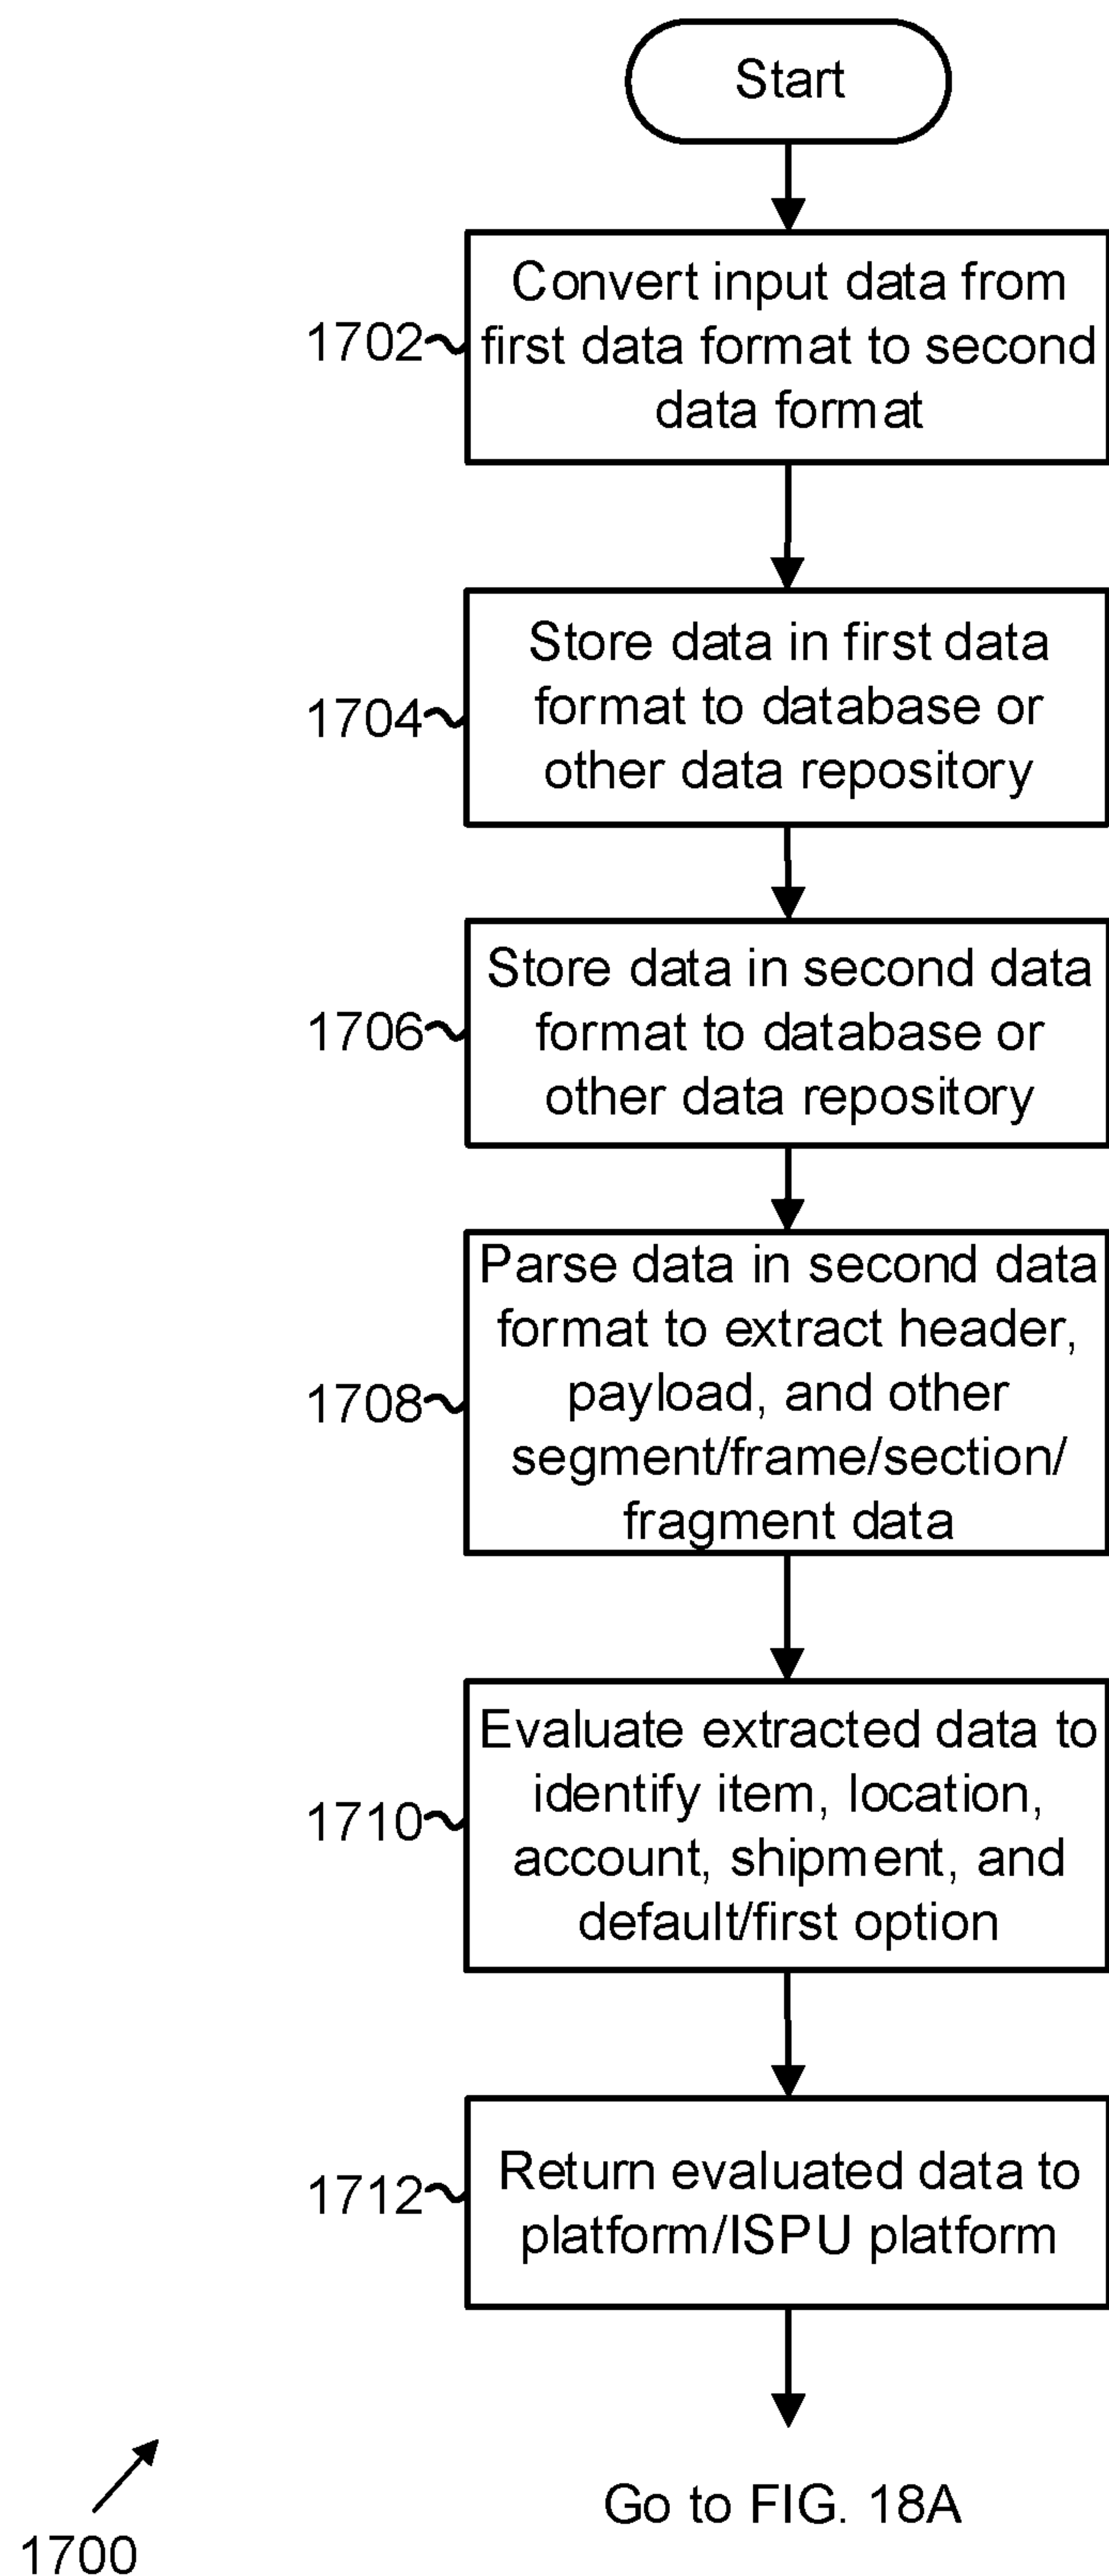 Start
Convert input data from
1702
first data format to second
data format
Store data in first data
1704
format to database or
other data repository
Store data in second data
1706
format to database or
other data repository
Parse data in second data
format to extract header,
1708
payload, and other
segment/frame/section/
fragment data
Evaluate extracted data to
identify item, location,
1710
account, shipment, and
default/first option
Return evaluated data to
1712
platform/ISPU platform
Go to FIG. 18A
1700